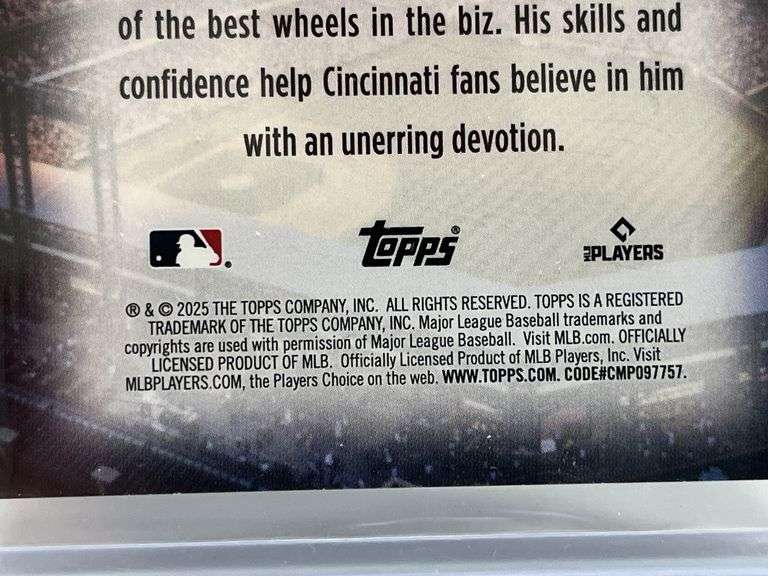 of the best wheels in the biz. His skills and
confidence help Cincinnati fans believe in him
with an unerring devotion.
topps®
MLB PLAYERS
® & © 2025 THE TOPPS COMPANY, INC. ALL RIGHTS RESERVED. TOPPS IS A REGISTERED
TRADEMARK OF THE TOPPS COMPANY, INC. Major League Baseball trademarks and
copyrights are used with permission of Major League Baseball. Visit MLB.com. OFFICIALLY
LICENSED PRODUCT OF MLB. Officially Licensed Product of MLB Players, Inc. Visit
MLBPLAYERS.COM, the Players Choice on the web. WWW.TOPPS.COM. CODE#CMP097757.